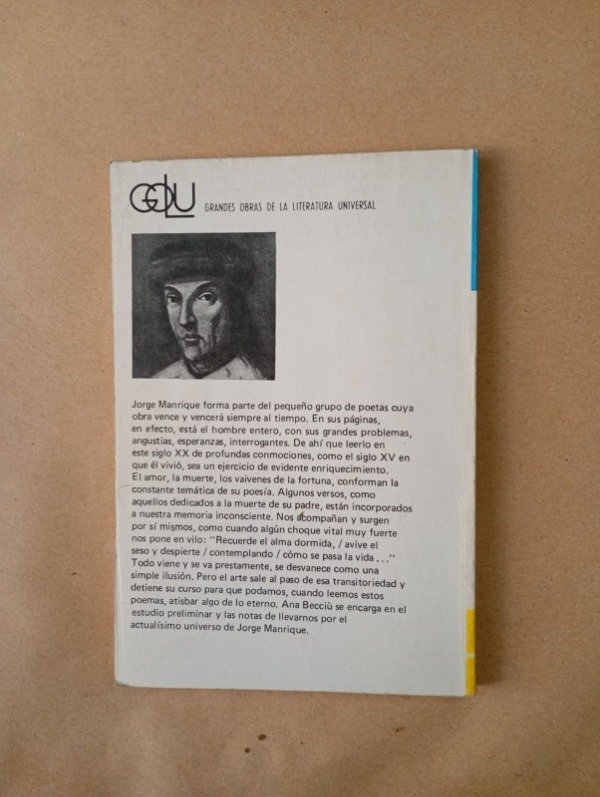 GOLU
GRANDES OBRAS DE LA LITERATURA UNIVERSAL
Jorge Manrique forma parte del pequeño grupo de poetas cuya
obra vence y vencerá siempre al tiempo. En sus páginas,
en efecto, está el hombre entero, con sus grandes problemas,
angustias, esperanzas, interrogantes. De ahí que leerlo en
este siglo XX de profundas conmociones, como el siglo XV en
que él vivió, sea un ejercicio de evidente enriquecimiento.
El amor, la muerte, los vaivenes de la fortuna, conforman la
constante temática de su poesía. Algunos versos, como
aquellos dedicados a la muerte de su padre, están incorporados
a nuestra memoria inconsciente. Nos acompañan y surgen
por sí mismos, como cuando algún choque vital muy fuerte
nos pone en vilo: "Recuerde el alma dormida, / avive el
seso y despierte / contemplando / cómo se pasa la vida . . ."
Todo viene y se va prestamente, se desvanece como una
simple ilusión. Pero el arte sale al paso de esa transitoriedad y
detiene su curso para que podamos, cuando leemos estos
poemas, atisbar algo de lo eterno. Ana Becciù se encarga en el
estudio preliminar y las notas de llevarnos por el
actualísimo universo de Jorge Manrique.